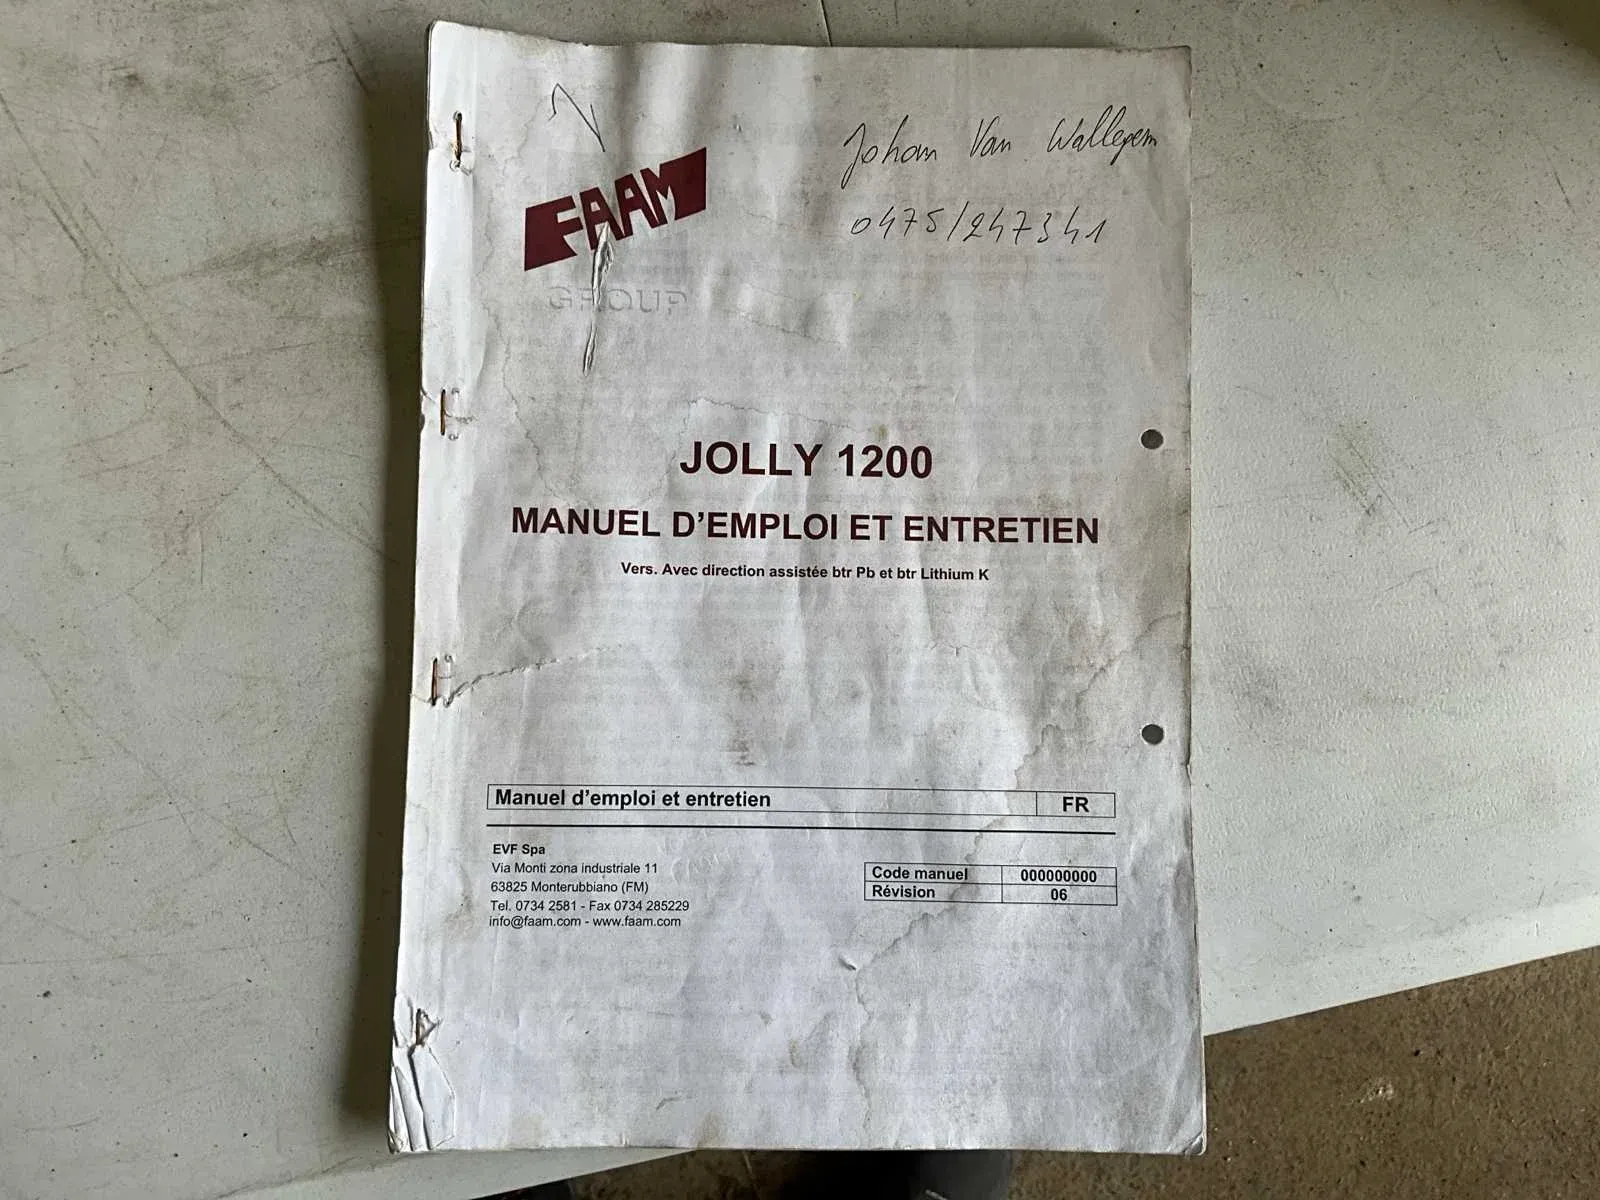 Johan Van Wallegem
0475/247341
FAAM
GROUP
JOLLY 1200
MANUEL D'EMPLOI ET ENTRETIEN
Vers. Avec direction assistée btr Pb et btr Lithium K
Manuel d'emploi et entretien FR
EVF Spa
Via Monti zona industriale 11
63825 Monterubbiano (FM)
Tel. 0734 2581 - Fax 0734 285229
info@faam.com - www.faam.com
Code manuel 000000000
Révision 06